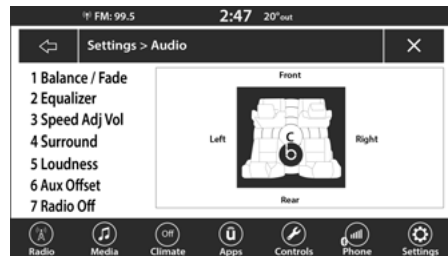 FM: 99.5 2:47 20°out
Settings > Audio
1 Balance / Fade
2 Equalizer
3 Speed Adj Vol
4 Surround
5 Loudness
6 Aux Offset
7 Radio Off
Front
Left
C
Right
Rear
Off
ū
Radio Media Climate Apps Controls Phone Settings